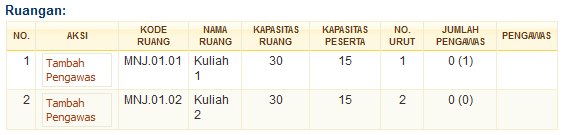 Ruangan:
NO. AKSI KODE RUANG NAMA RUANG KAPASITAS RUANG KAPASITAS PESERTA NO. URUT JUMLAH PENGAWAS PENGAWAS
1 Tambah Pengawas MNJ.01.01 Kuliah 1 30 15 1 0 (1)
2 Tambah Pengawas MNJ.01.02 Kuliah 2 30 15 2 0 (0)